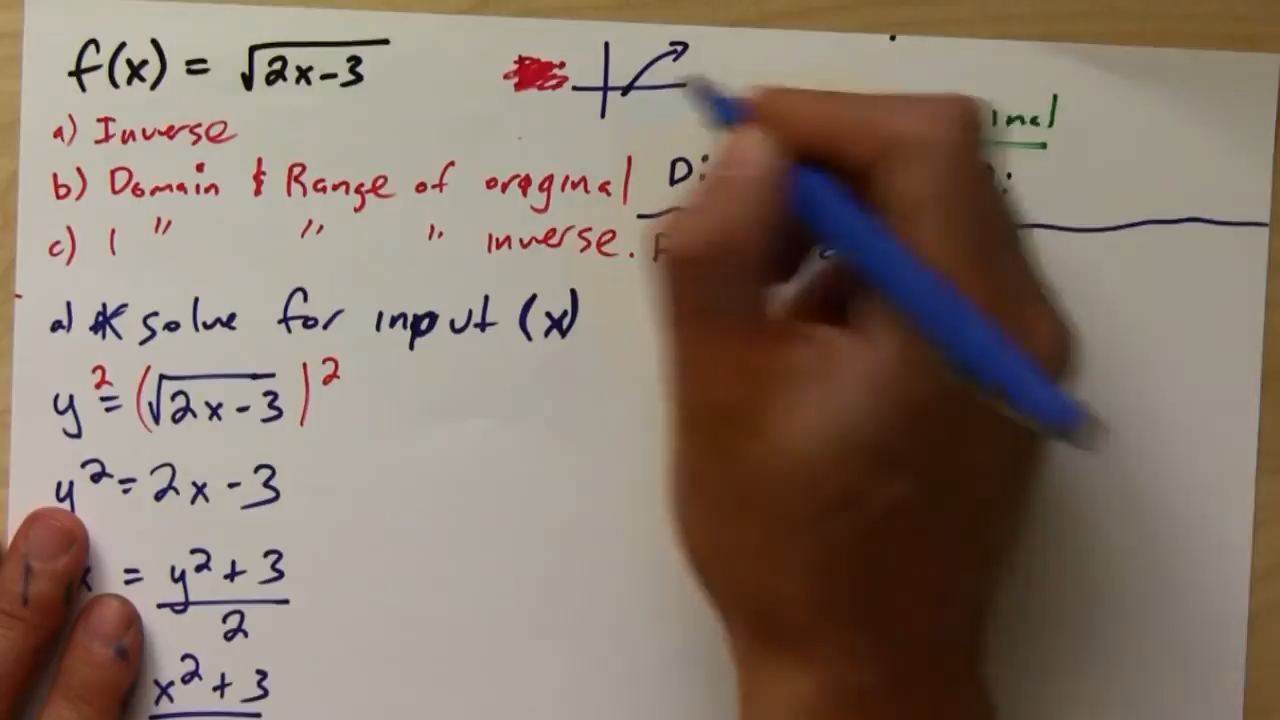 f(x) = √2x-3
a) Inverse
b) Domain & Range of original
c) ( " " " inverse.
inal
D:
a) * solve for input (x)
y² = (√2x-3)²
y² = 2x - 3
x = y² + 3
2
x² + 3